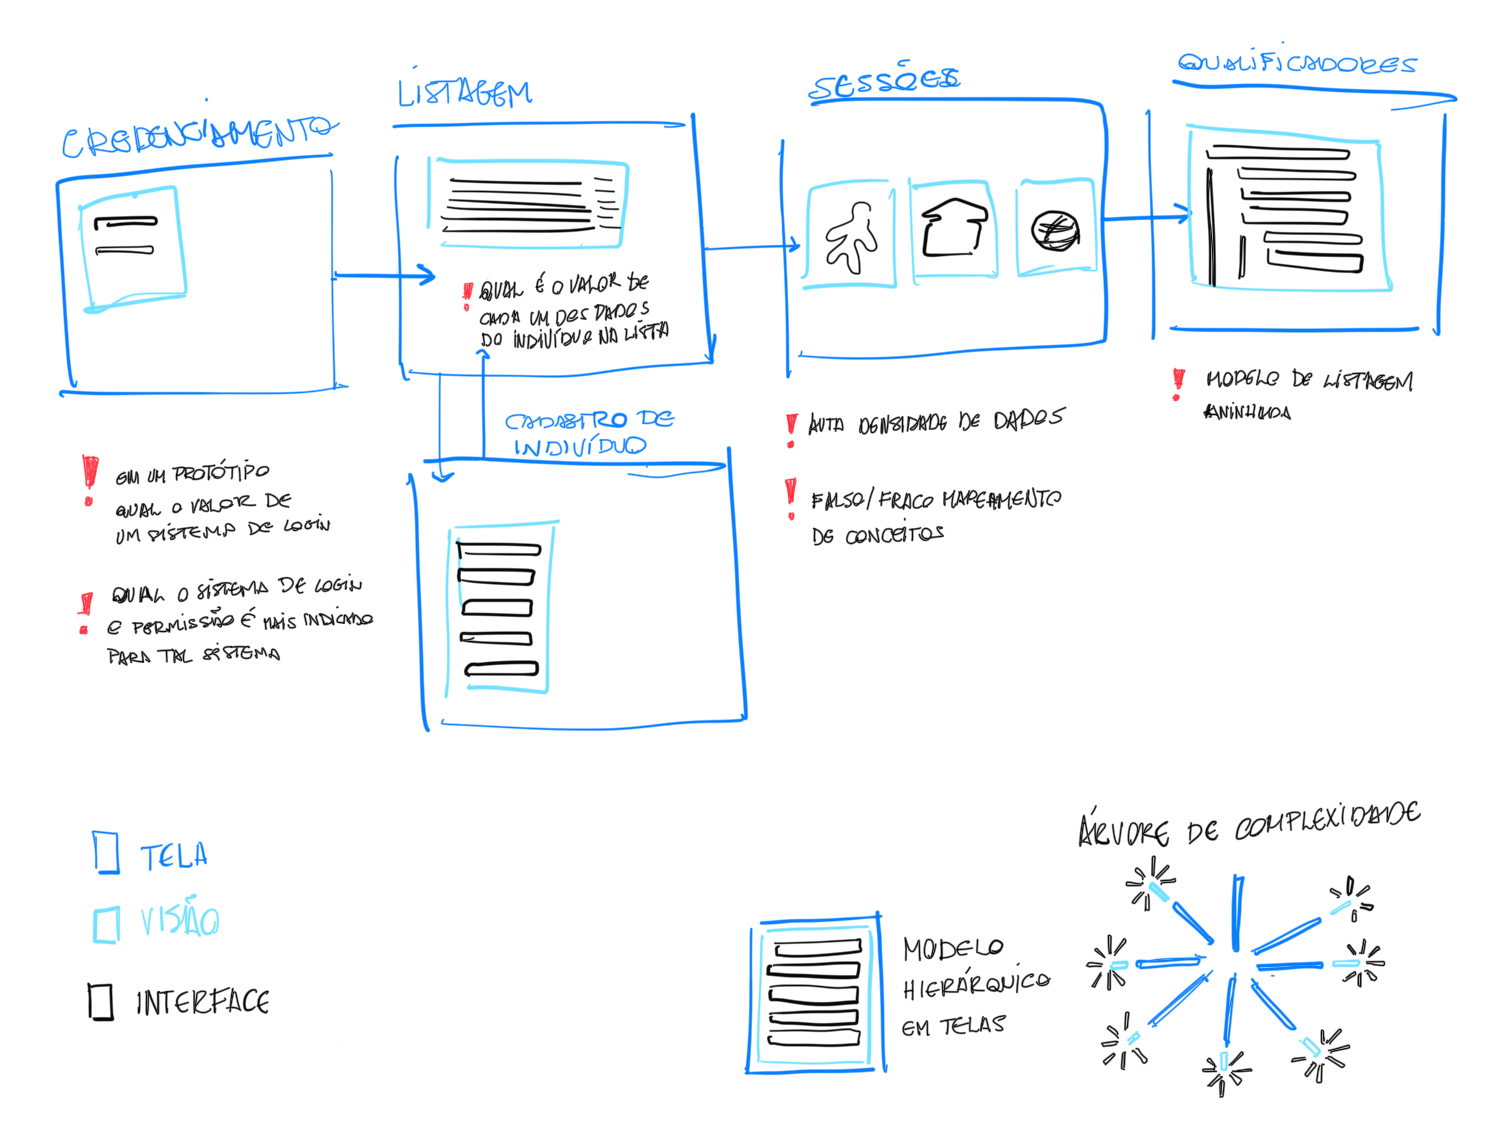 CREDENCIAMENTO
LISTAGEM
SESSÕES
QUALIFICADORES
! QUAL É O VALOR DE
CADA UM DOS DADOS
DO INDIVÍDUO NA LISTA
CADASTRO DE
INDIVÍDUO
! EM UM PROTÓTIPO
QUAL O VALOR DE
UM SISTEMA DE LOGIN
! QUAL O SISTEMA DE LOGIN
E PERMISSÃO É MAIS INDICADO
PARA TAL SISTEMA
! ALTA DENSIDADE DE DADOS
! FALSO/FRACO MAPEAMENTO
DE CONCEITOS
! MODELO DE LISTAGEM
ANINHADA
TELA
VISÃO
INTERFACE
MODELO
HIERÁRQUICO
EM TELAS
ÁRVORE DE COMPLEXIDADE